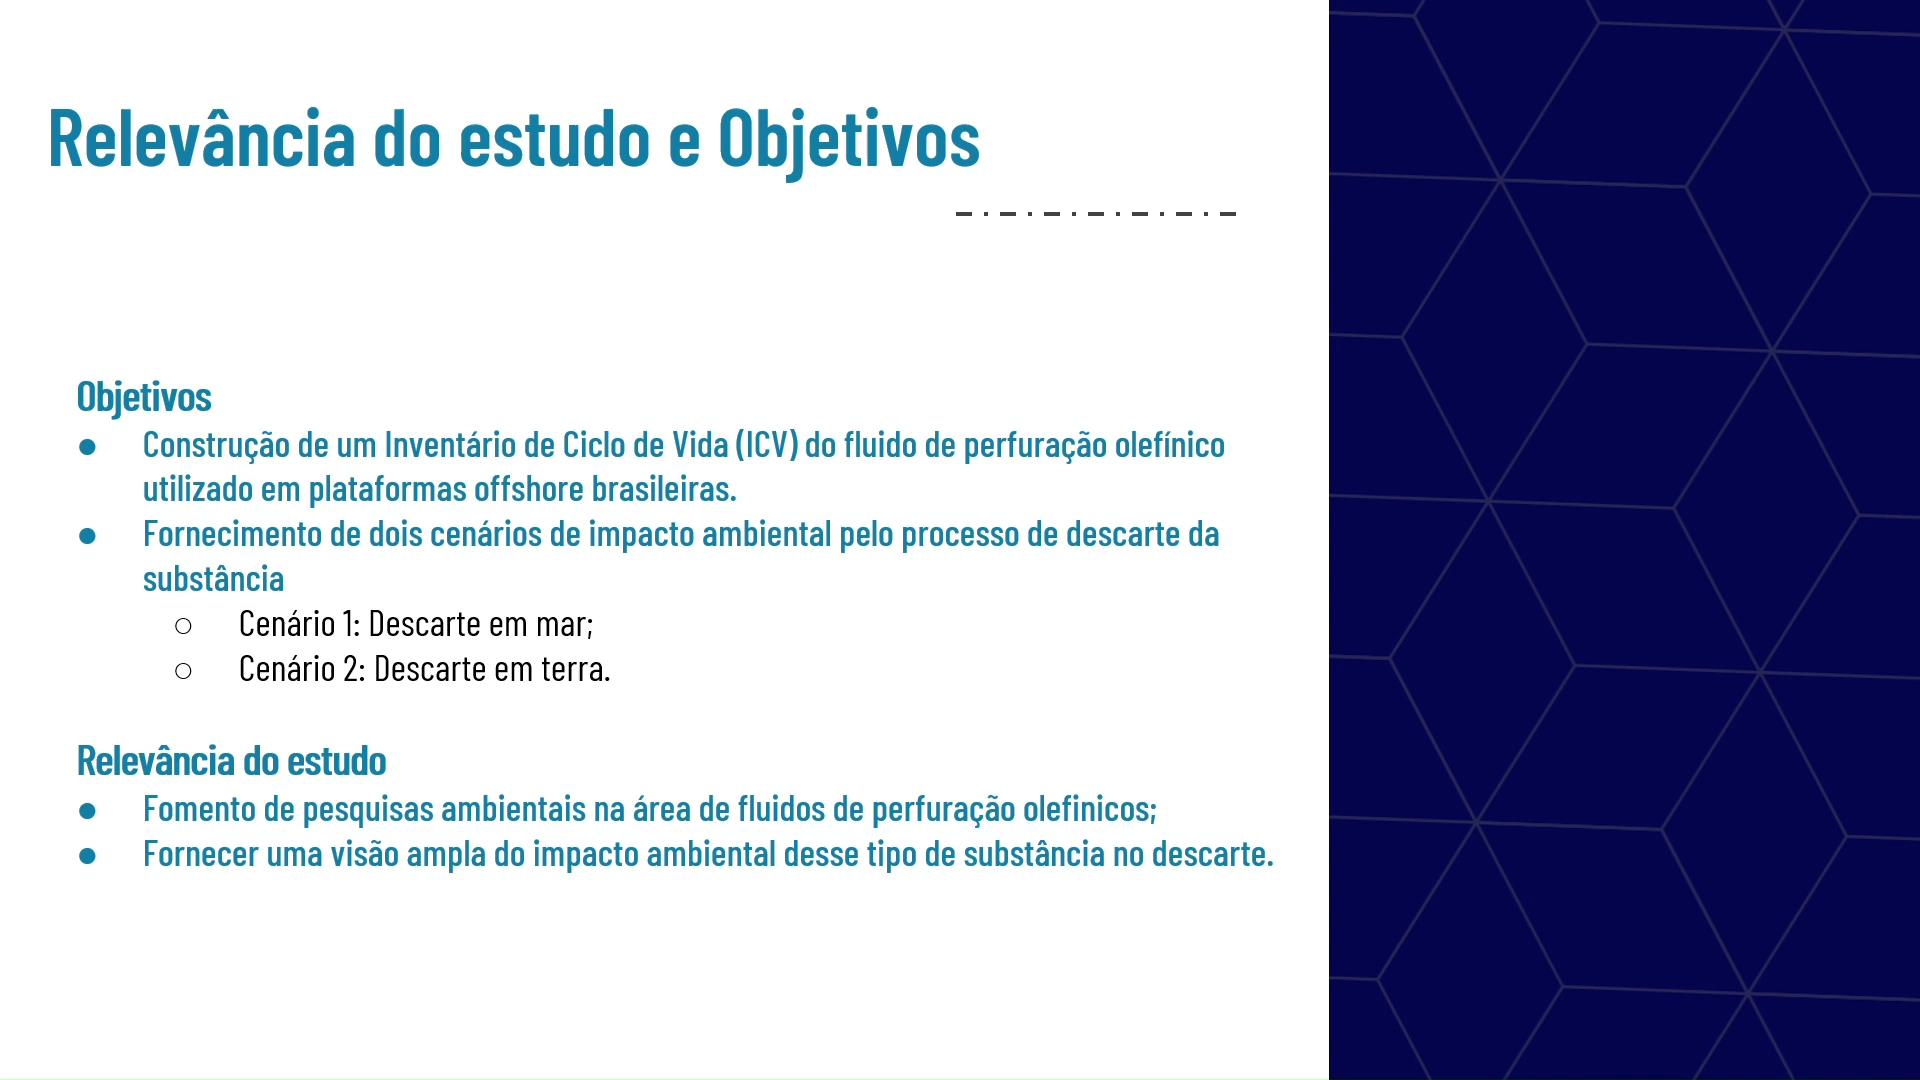 Relevância do estudo e Objetivos
Objetivos
● Construção de um Inventário de Ciclo de Vida (ICV) do fluido de perfuração olefínico
utilizado em plataformas offshore brasileiras.
● Fornecimento de dois cenários de impacto ambiental pelo processo de descarte da
substância
○ Cenário 1: Descarte em mar;
○ Cenário 2: Descarte em terra.
Relevância do estudo
● Fomento de pesquisas ambientais na área de fluidos de perfuração olefinicos;
● Fornecer uma visão ampla do impacto ambiental desse tipo de substância no descarte.